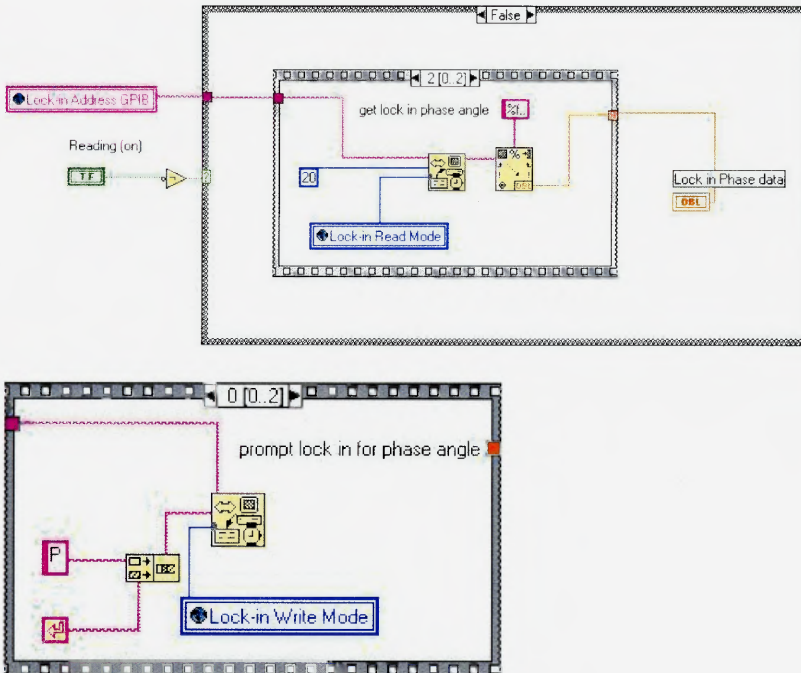 False
2 [0..2]
Lock-in Address GPIB
get lock in phase angle
%f..
Reading (on)
TF
?
%
20
Lock in Phase data
DBL
Lock-in Read Mode
0 [0..2]
prompt lock in for phase angle
P
Lock-in Write Mode